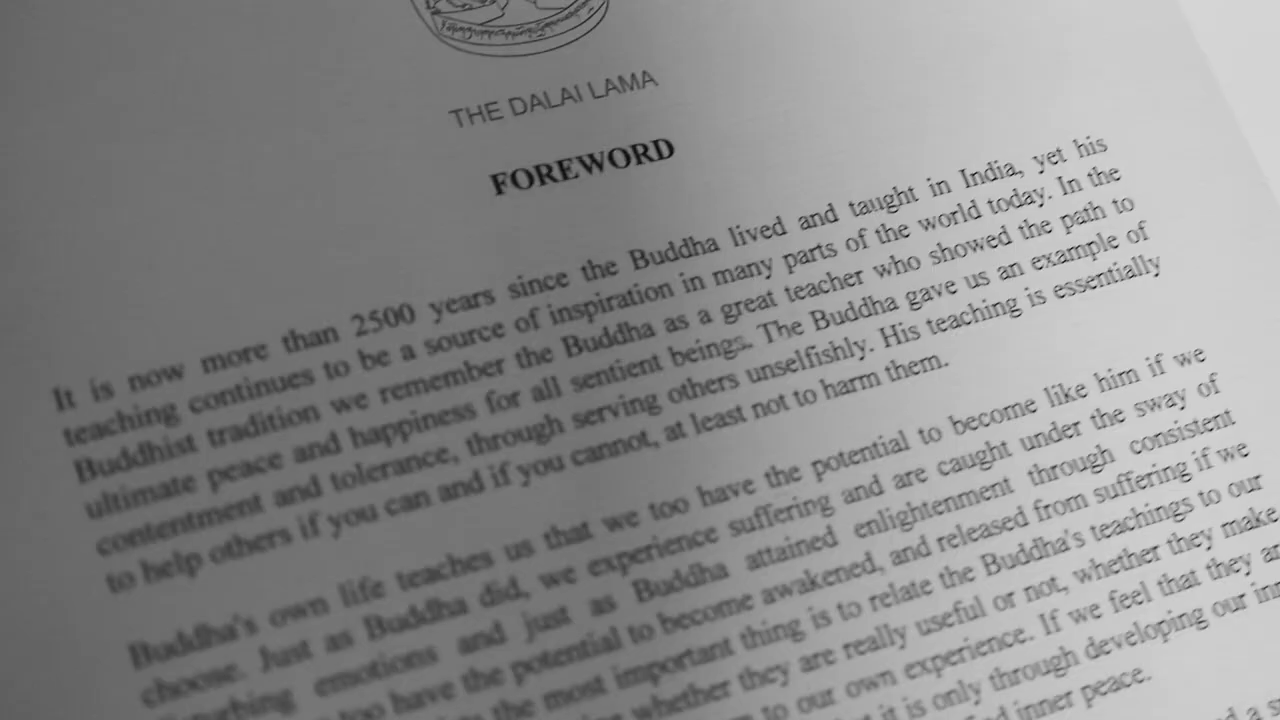 THE DALAI LAMA
FOREWORD
It is now more than 2500 years since the Buddha lived and taught in India, yet his
teaching continues to be a source of inspiration in many parts of the world today. In the
Buddhist tradition we remember the Buddha as a great teacher who showed the path to
ultimate peace and happiness for all sentient beings. The Buddha gave us an example of
contentment and tolerance, through serving others unselfishly. His teaching is essentially
to help others if you can and if you cannot, at least not to harm them.
Buddha's own life teaches us that we too have the potential to become like him if we
choose. Just as Buddha did, we experience suffering and are caught under the sway of
emotions and just as Buddha attained enlightenment through consistent
too have the potential to become awakened, and released from suffering if we
the most important thing is to relate the Buddha's teachings to our
whether they are really useful or not, whether they make
to our own experience. If we feel that they
it is only through developing our
inner peace.